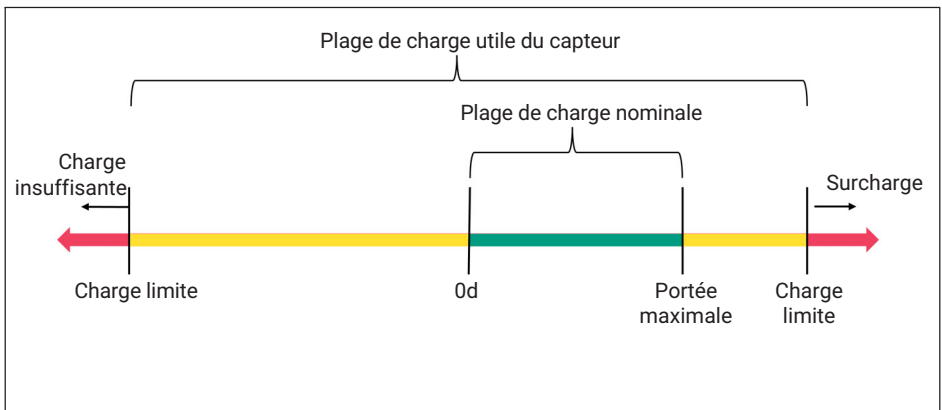 Plage de charge utile du capteur
Plage de charge nominale
Charge
insuffisante
Surcharge
Charge limite
0d
Portée
maximale
Charge
limite